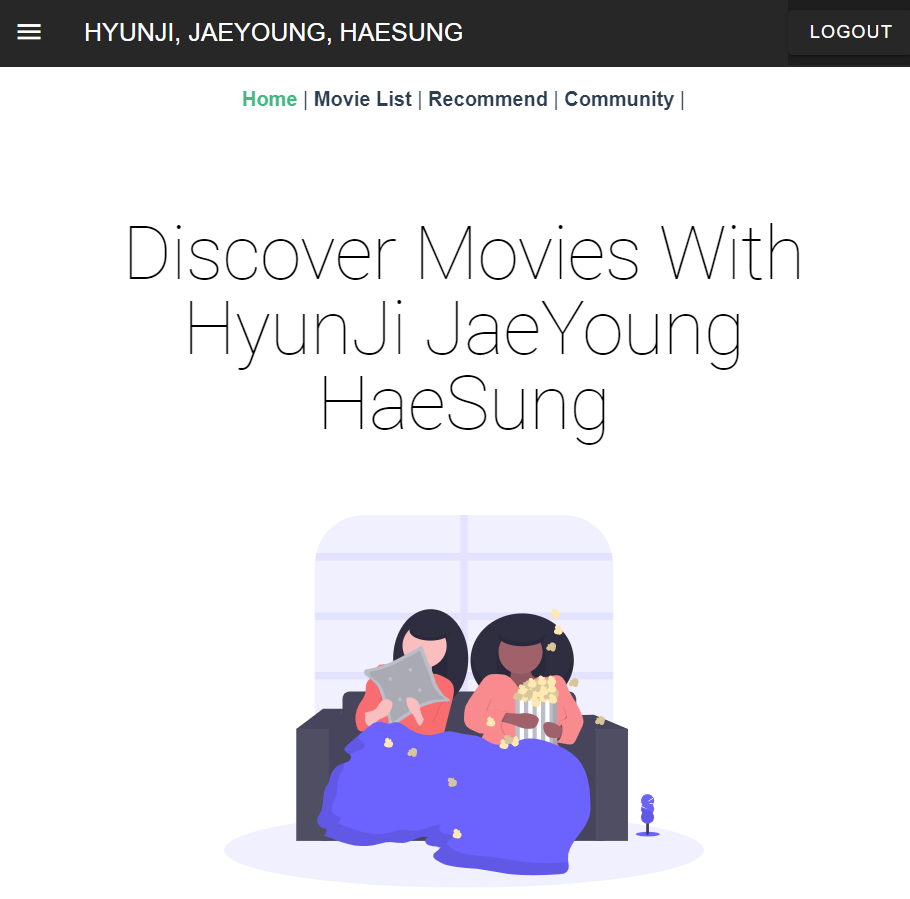 HYUNJI, JAEYOUNG, HAESUNG
LOGOUT
Home | Movie List | Recommend | Community |
Discover Movies With
HyunJi JaeYoung
HaeSung